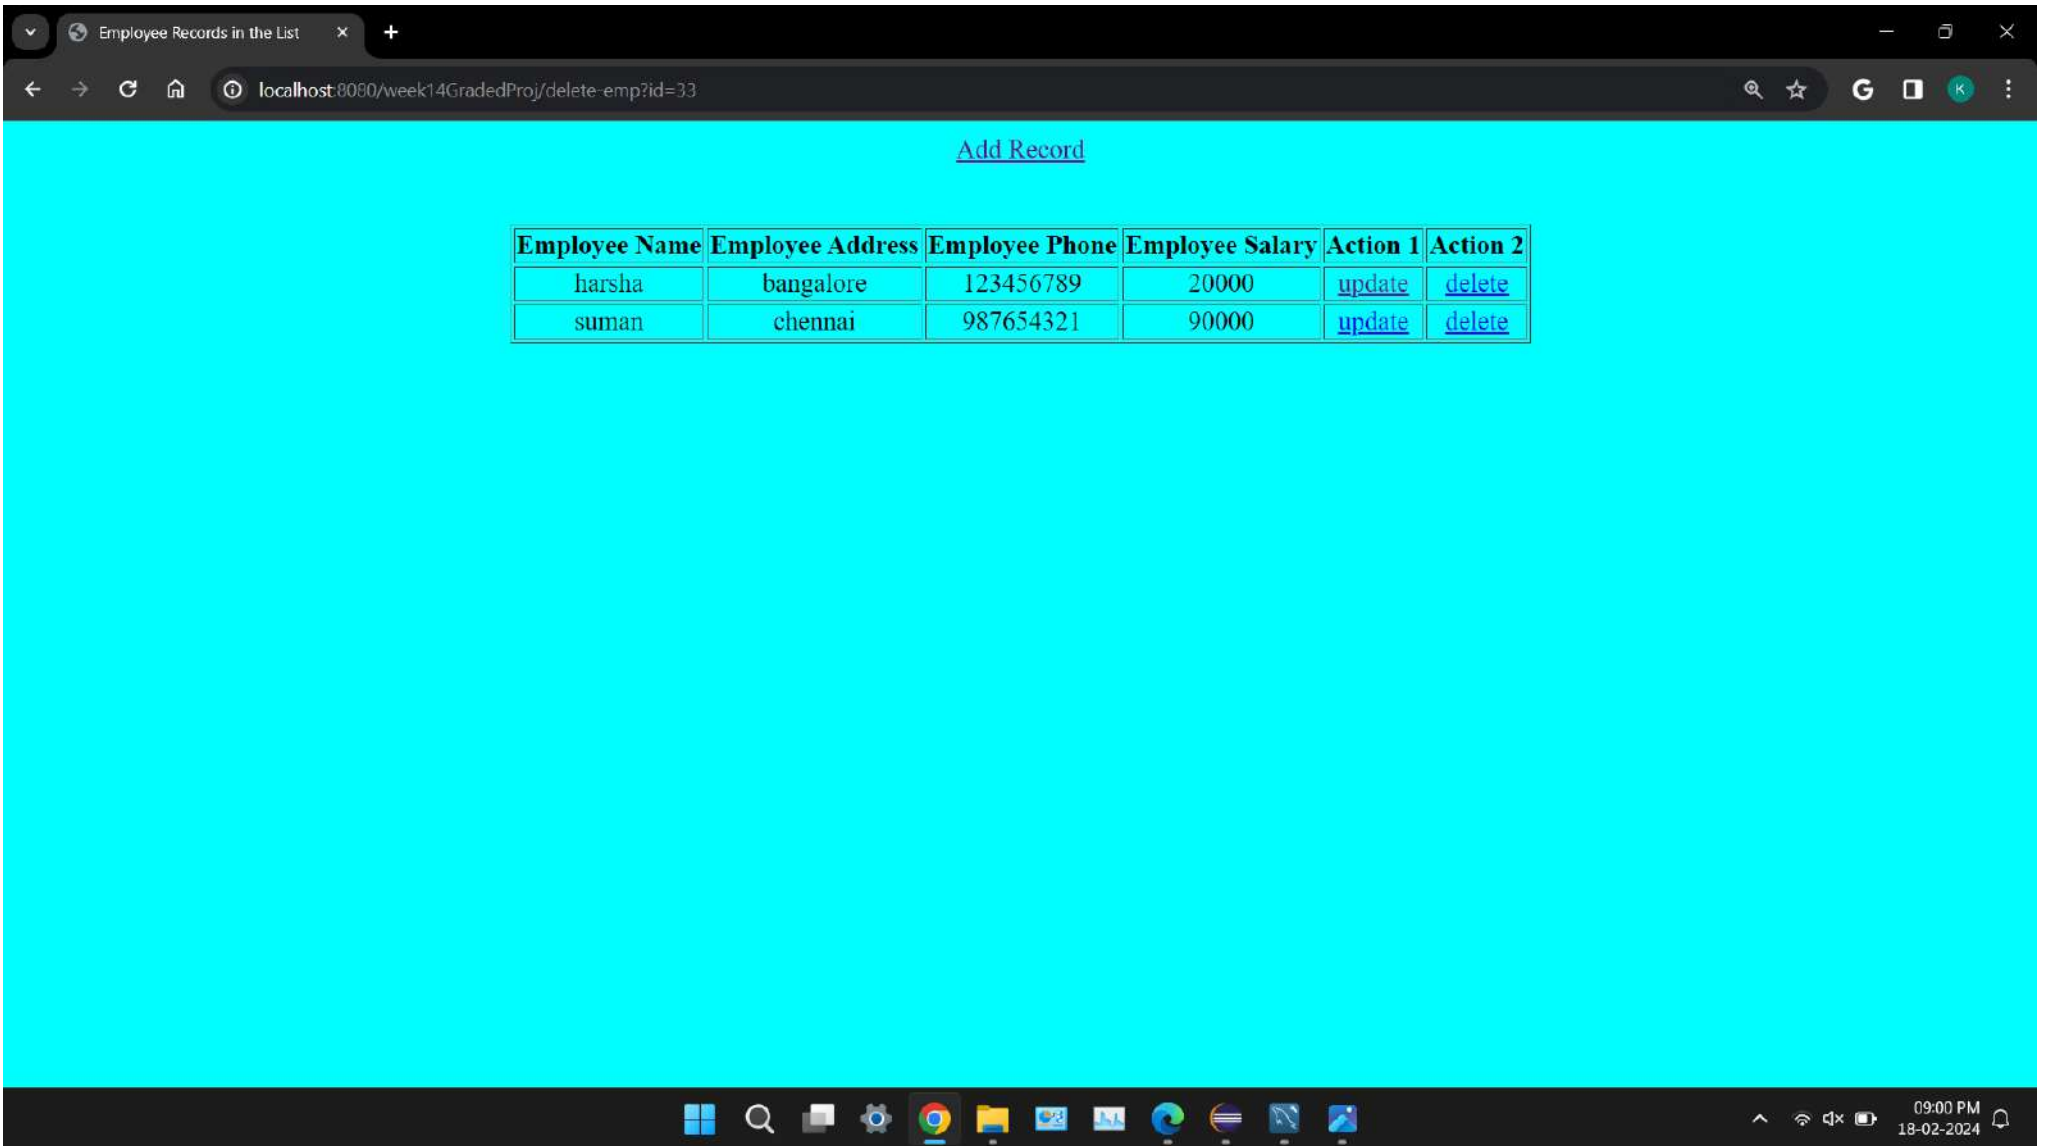 Employee Records in the List
localhost:8080/week14GradedProj/delete-emp?id=33
G
K
Add Record
Employee Name Employee Address Employee Phone Employee Salary Action 1 Action 2
harsha bangalore 123456789 20000 update delete
suman chennai 987654321 90000 update delete
09:00 PM
18-02-2024